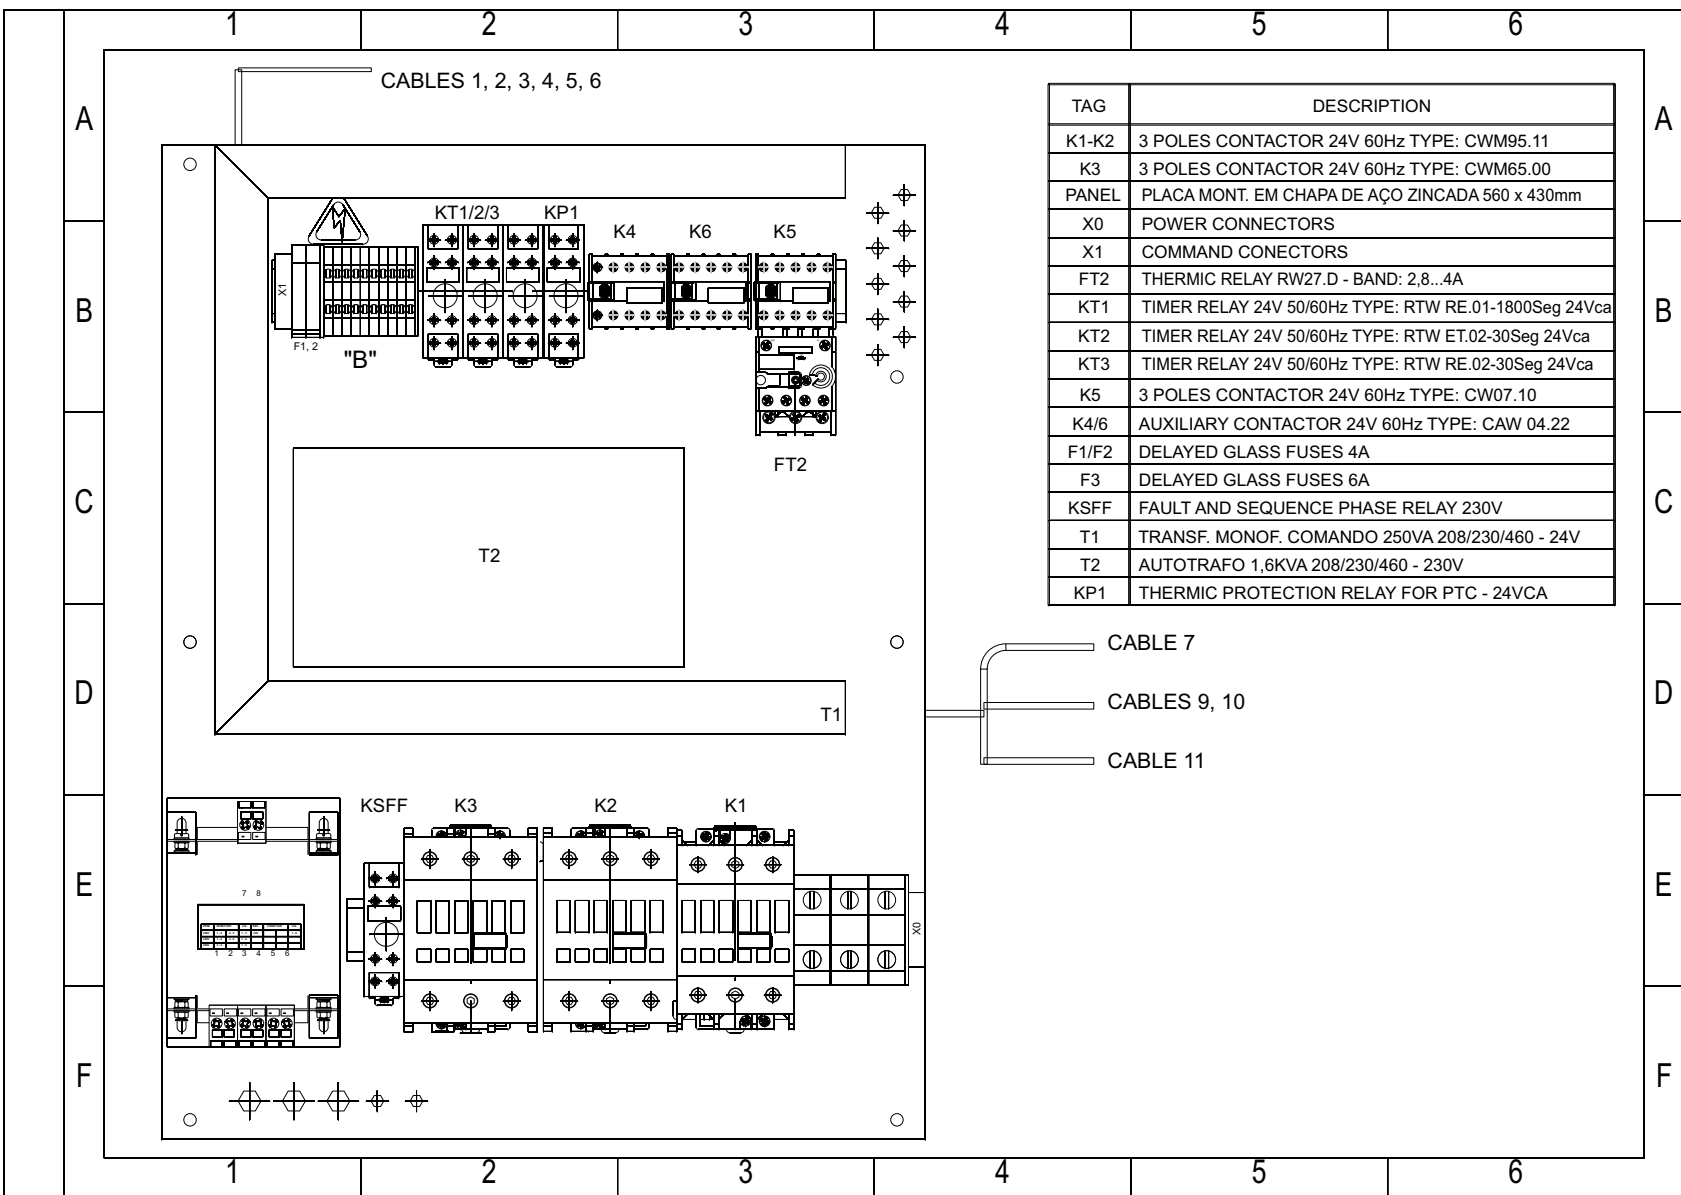 1 2 3 4 5 6
CABLES 1, 2, 3, 4, 5, 6
A A
TAG DESCRIPTION
K1-K2 3 POLES CONTACTOR 24V 60Hz TYPE: CWM95.11
K3 3 POLES CONTACTOR 24V 60Hz TYPE: CWM65.00
PANEL PLACA MONT. EM CHAPA DE AÇO ZINCADA 560 x 430mm
X0 POWER CONNECTORS
X1 COMMAND CONECTORS
FT2 THERMIC RELAY RW27.D - BAND: 2,8...4A
KT1 TIMER RELAY 24V 50/60Hz TYPE: RTW RE.01-1800Seg 24Vca
KT2 TIMER RELAY 24V 50/60Hz TYPE: RTW ET.02-30Seg 24Vca
KT3 TIMER RELAY 24V 50/60Hz TYPE: RTW RE.02-30Seg 24Vca
K5 3 POLES CONTACTOR 24V 60Hz TYPE: CW07.10
K4/6 AUXILIARY CONTACTOR 24V 60Hz TYPE: CAW 04.22
F1/F2 DELAYED GLASS FUSES 4A
F3 DELAYED GLASS FUSES 6A
KSFF FAULT AND SEQUENCE PHASE RELAY 230V
T1 TRANSF. MONOF. COMANDO 250VA 208/230/460 - 24V
T2 AUTOTRAFO 1,6KVA 208/230/460 - 230V
KP1 THERMIC PROTECTION RELAY FOR PTC - 24VCA
KT1/2/3 KP1
K4 K6 K5
X1
B B
F1, 2
"B"
FT2
C C
T2
CABLE 7
D D
CABLES 9, 10
T1
CABLE 11
KSFF K3 K2 K1
E E
7 8
X0
1 2 3 4 5 6
F F
1 2 3 4 5 6